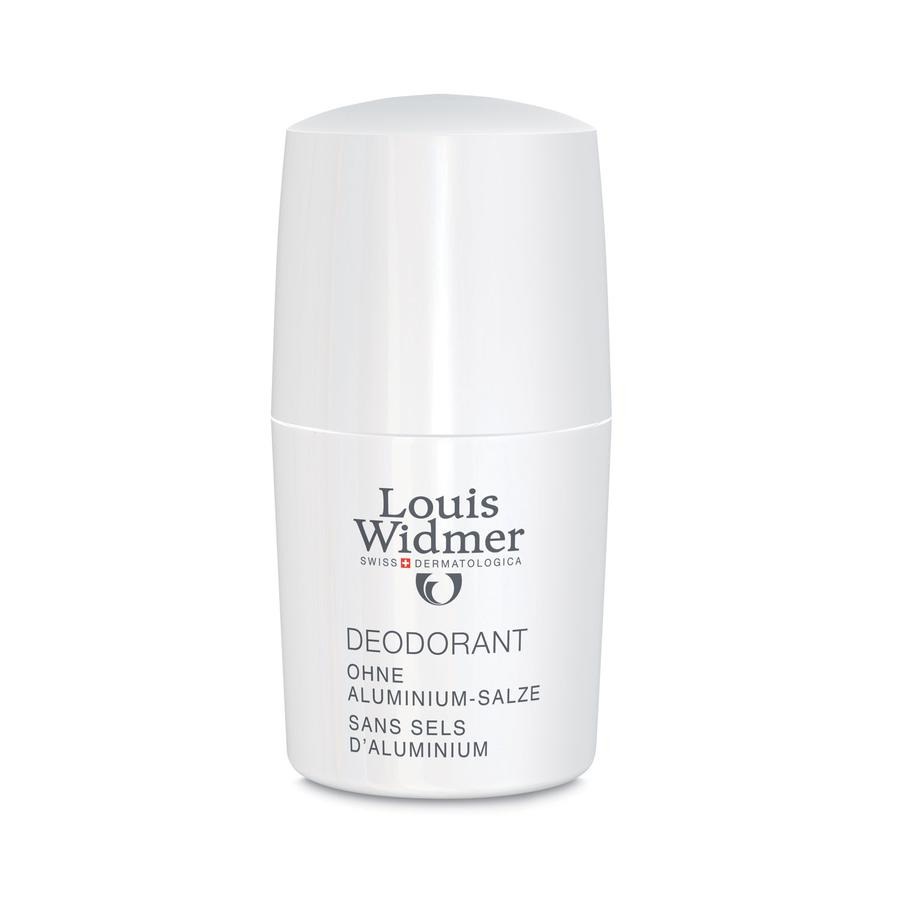 Louis
Widmer
SWISS DERMATOLOGICA
DEODORANT
OHNE
ALUMINIUM-SALZE
SANS SELS
D'ALUMINIUM